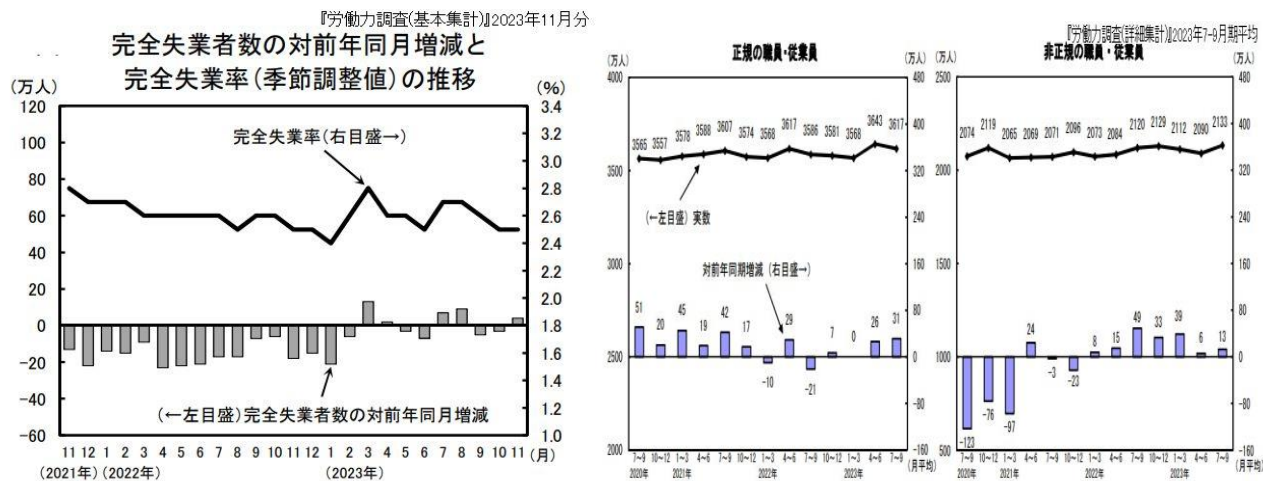 『労働力調査(基本集計)』2023年11月分
完全失業者数の対前年同月増減と
完全失業率(季節調整値)の推移
(万人)
(%)
120
100
80
60
40
20
0
-20
-40
-60
3.4
3.2
3.0
2.8
2.6
2.4
2.2
2.0
1.8
1.6
1.4
1.2
1.0
完全失業率(右目盛→)
(←左目盛)完全失業者数の対前年同月増減
11 12 1 2 3 4 5 6 7 8 9 10 11 12 1 2 3 4 5 6 7 8 9 10 11 (月)
(2021年)(2022年) (2023年)
『労働力調査(詳細集計)』2023年7-9月期平均
正規の職員・従業員
(万人) (万人)
4000
3500
3000
2500
2000
480
400
320
240
160
80
0
-80
-160
3565 3557 3578 3588 3607 3574 3568 3617 3586 3581 3568 3643 3617
(←左目盛)実数
対前年同期増減(右目盛→)
51 20 45 19 42 17 -10 29 -21 7 0 26 31
7~9 10~12 1~3 4~6 7~9 10~12 1~3 4~6 7~9 10~12 1~3 4~6 7~9 (月平均)
2020年 2021年 2022年 2023年
非正規の職員・従業員
(万人) (万人)
2500
2000
1500
1000
500
480
400
320
240
160
80
0
-80
-160
2074 2119 2065 2069 2071 2096 2073 2084 2120 2129 2112 2090 2133
-123 -76 -97 24 -3 -23 8 15 49 33 39 6 13
7~9 10~12 1~3 4~6 7~9 10~12 1~3 4~6 7~9 10~12 1~3 4~6 7~9 (月平均)
2020年 2021年 2022年 2023年